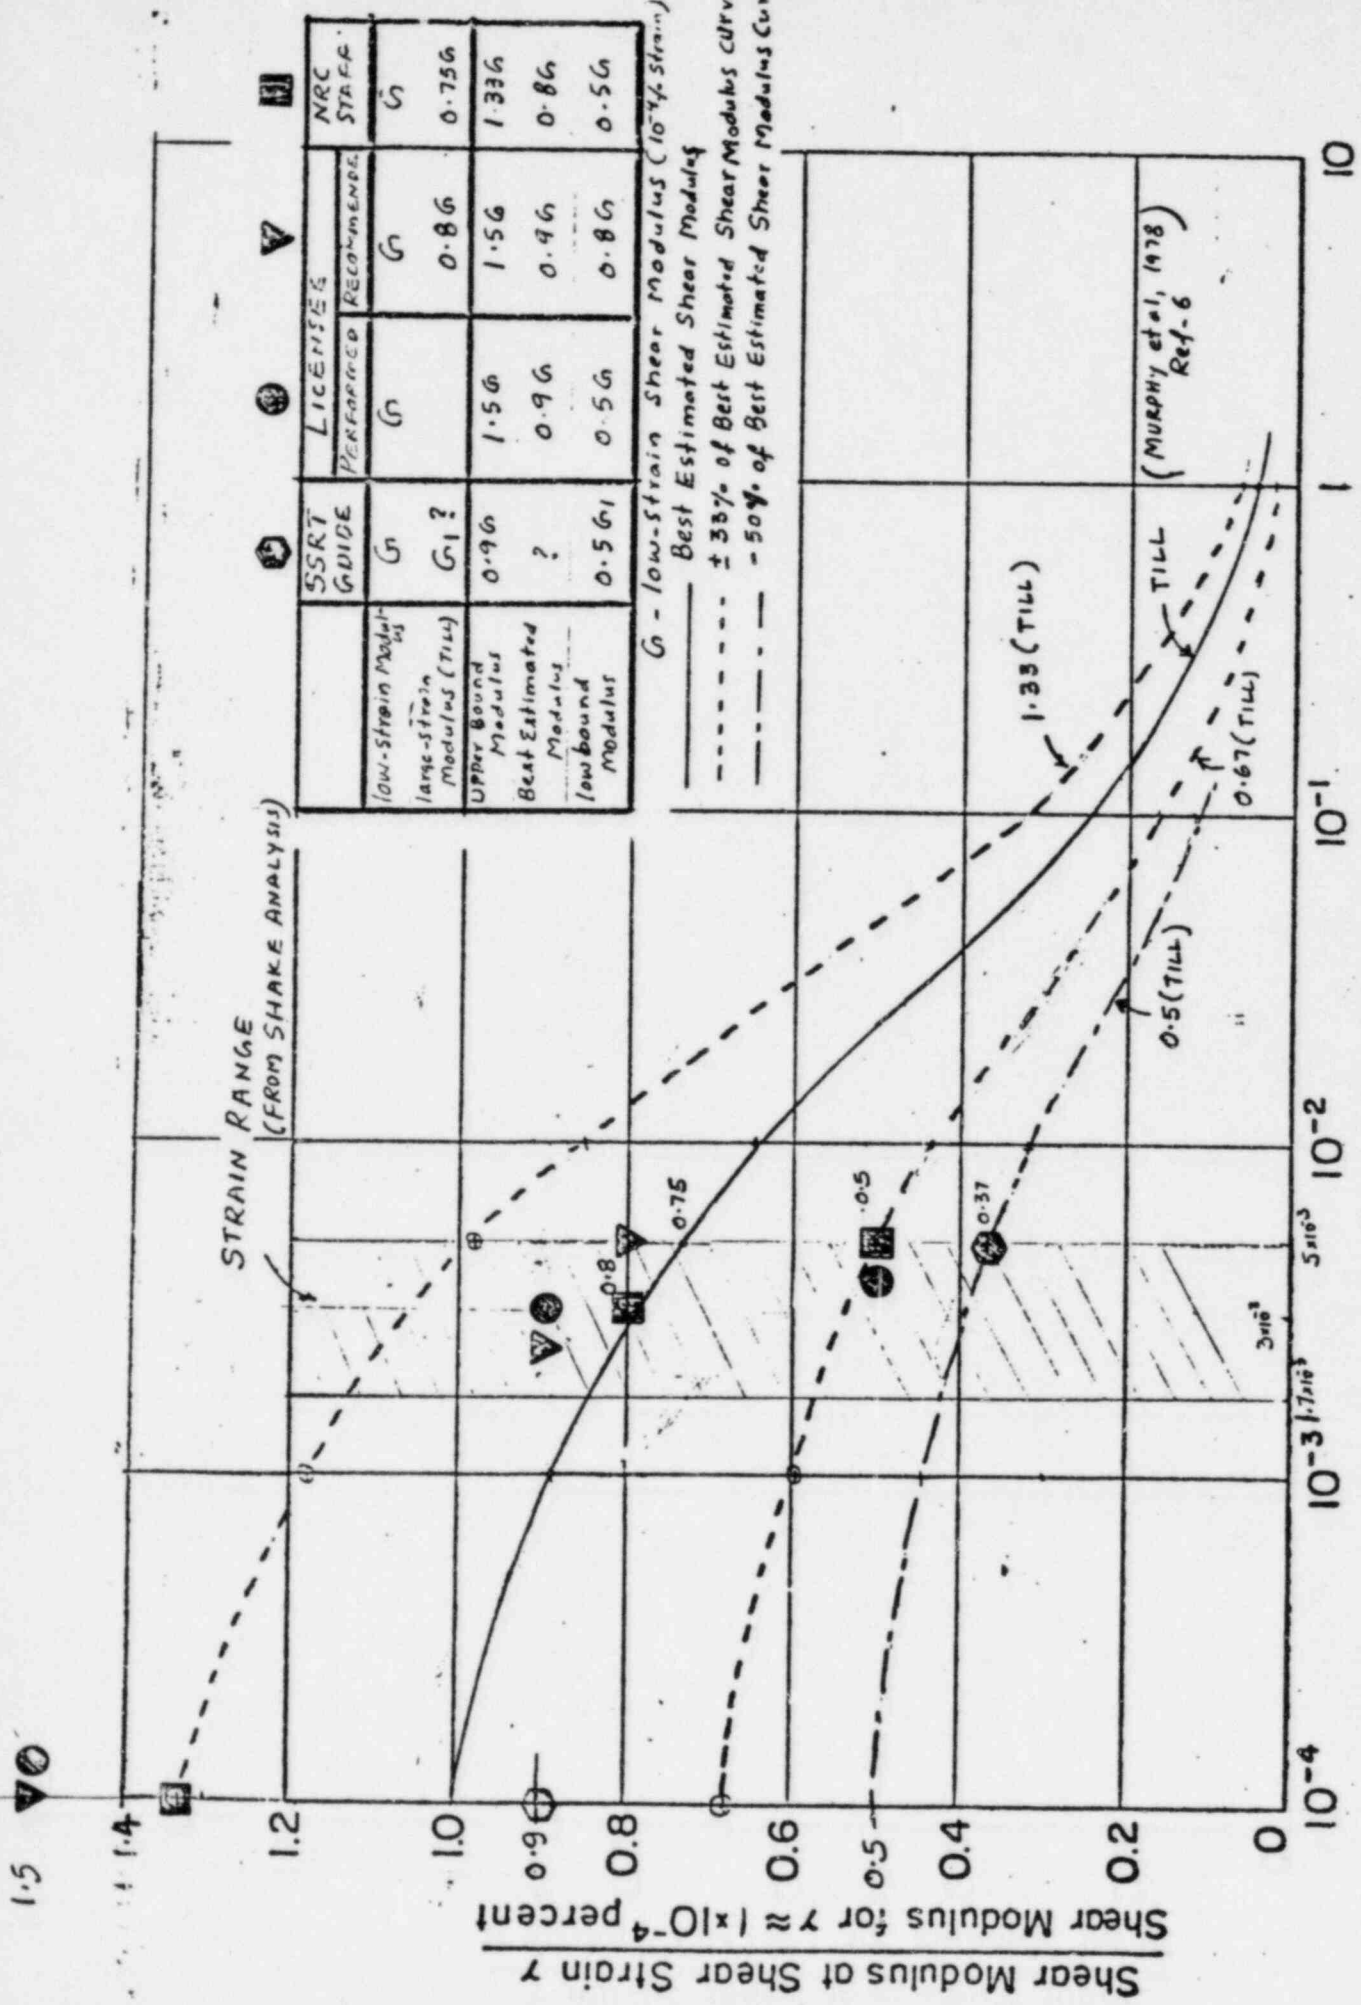 1.5
1.4
1.2
1.0
0.9
0.8
0.6
0.5
0.4
0.2
0
Shear Modulus at Shear Strain γ
Shear Modulus for γ ≈ 1×10⁻⁴ percent
10⁻⁴
10⁻³
1.7x10⁻³
3x10⁻³
5x10⁻³
10⁻²
10⁻¹
1
10
STRAIN RANGE
(FROM SHAKE ANALYSIS)
0.8
0.75
0.5
0.37
1.33 (TILL)
TILL
(MURPHY et al, 1978)
Ref-6
0.67 (TILL)
0.5 (TILL)
SSRT GUIDE
LICENSEE
NRC STAFF
PERFORMED
RECOMMENDE
low-strain Modulus G G G G
large-strain Modulus (TILL) G1 ? 0.8G 0.75G
Upper Bound Modulus 0.9G 1.5G 1.5G 1.33G
Best Estimated Modulus ? 0.9G 0.9G 0.8G
low bound Modulus 0.5G1 0.5G 0.8G 0.5G
G - low-strain Shear Modulus (10⁻⁴% strain)
Best Estimated Shear Modulus
± 33% of Best Estimated Shear Modulus Curv
- 50% of Best Estimated Shear Modulus Cur